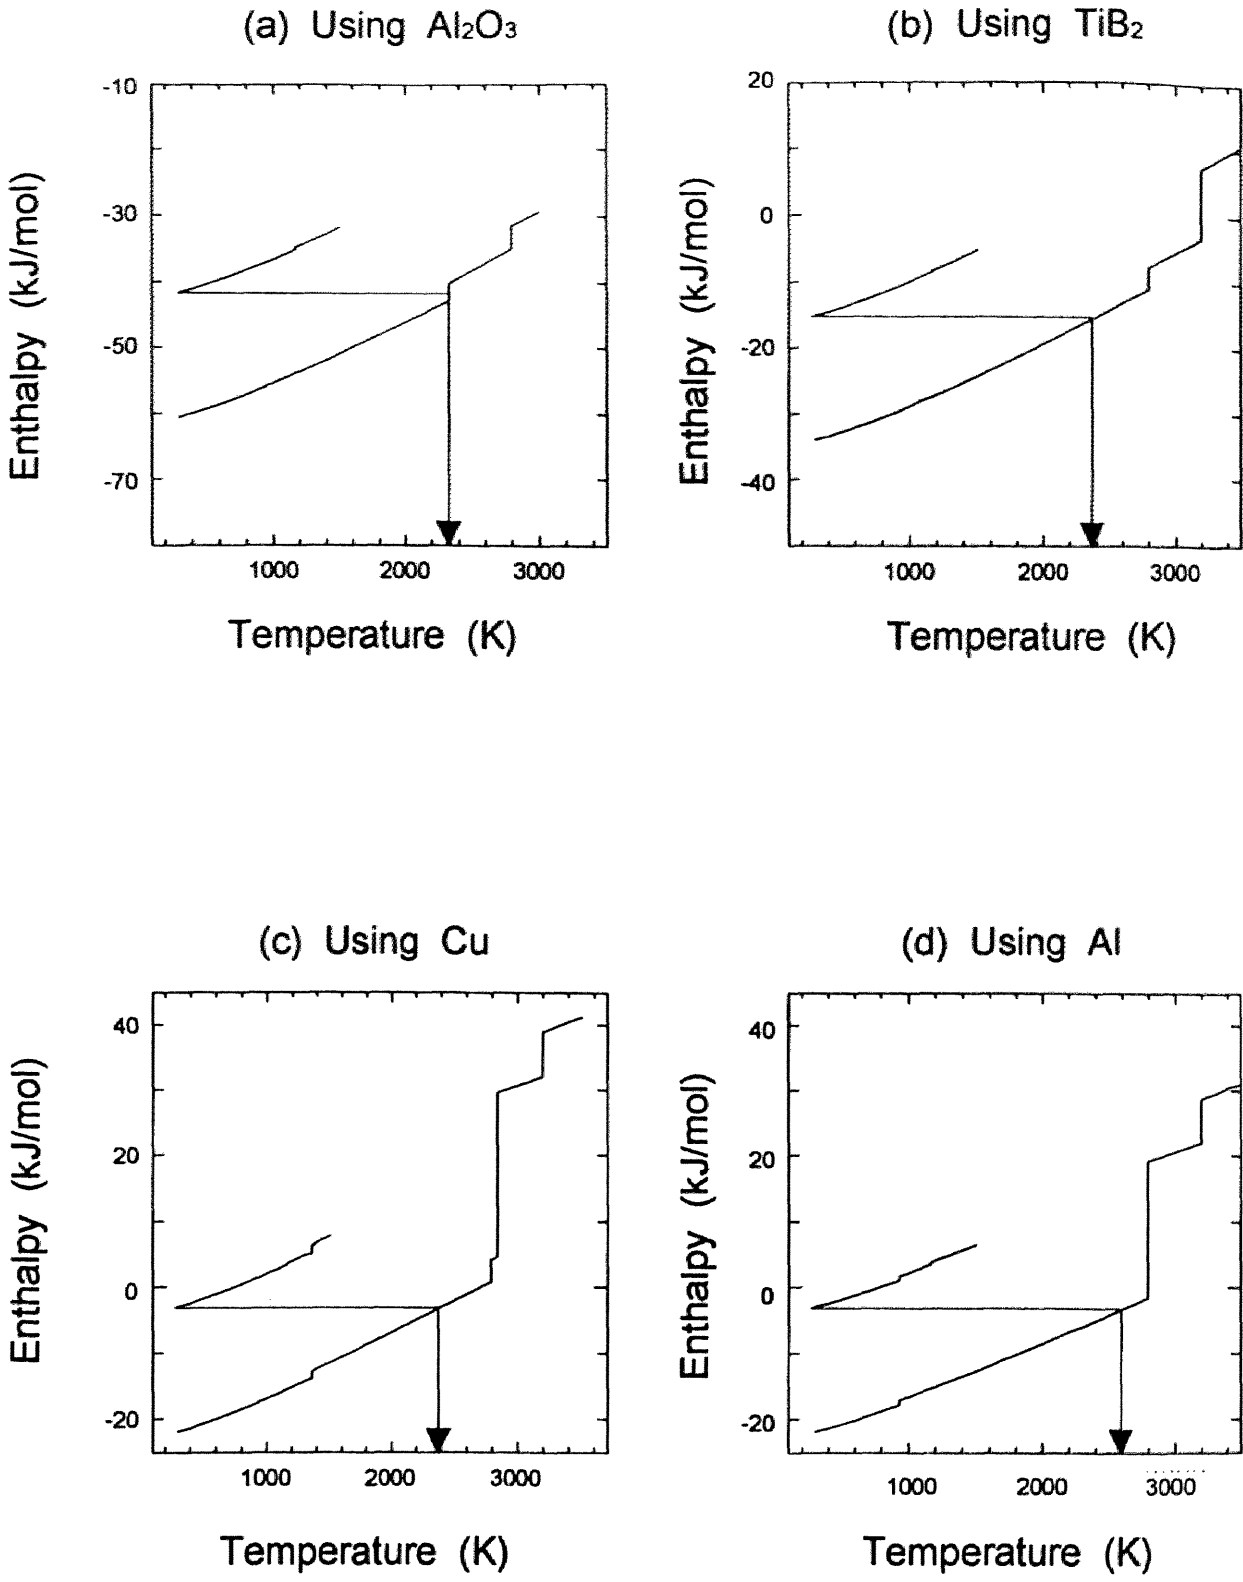 (a) Using Al₂O₃
-10
-30
-50
-70
Enthalpy (kJ/mol)
1000 2000 3000
Temperature (K)
(b) Using TiB₂
20
10
0
-20
-40
Enthalpy (kJ/mol)
1000 2000 3000
Temperature (K)
(c) Using Cu
40
20
0
-20
Enthalpy (kJ/mol)
1000 2000 3000
Temperature (K)
(d) Using Al
40
20
0
-20
Enthalpy (kJ/mol)
1000 2000 3000
Temperature (K)